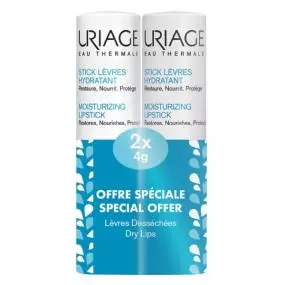 URIAGE URIAGE
EAU THERMALE EAU THERMALE
STICK LÈVRES STICK LÈVRES
HYDRATANT HYDRATANT
Restaure, Nourrit, Protège Restaure, Nourrit, Protège
MOISTURIZING MOISTURIZING
LIPSTICK LIPSTICK
Restores, Nourishes, Restores, Nourishes,
2x
4g
OFFRE SPÉCIALE
SPECIAL OFFER
Lèvres Desséchées
Dry Lips